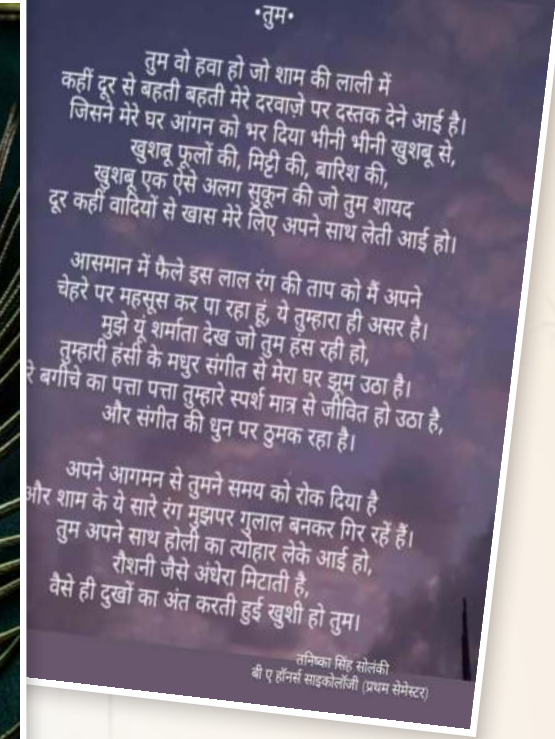 •तुम•
तुम वो हवा हो जो शाम की लाली में
कहीं दूर से बहती बहती मेरे दरवाज़े पर दस्तक देने आई है।
जिसने मेरे घर आंगन को भर दिया भीनी भीनी खुशबू से,
खुशबू फूलों की, मिट्टी की, बारिश की,
खुशबू एक ऐसे अलग सुकून की जो तुम शायद
दूर कहीं वादियों से खास मेरे लिए अपने साथ लेती आई हो।
आसमान में फैले इस लाल रंग की ताप को मैं अपने
चेहरे पर महसूस कर पा रहा हूं, ये तुम्हारा ही असर है।
मुझे यूं शर्माता देख जो तुम हंस रही हो,
तुम्हारी हंसी के मधुर संगीत से मेरा घर झूम उठा है।
रे बगीचे का पत्ता पत्ता तुम्हारे स्पर्श मात्र से जीवित हो उठा है,
और संगीत की धुन पर ठुमक रहा है।
अपने आगमन से तुमने समय को रोक दिया है
और शाम के ये सारे रंग मुझपर गुलाल बनकर गिर रहें हैं।
तुम अपने साथ होली का त्योहार लेके आई हो,
रौशनी जैसे अंधेरा मिटाती है,
वैसे ही दुखों का अंत करती हुई खुशी हो तुम।
तनिष्का सिंह सोलंकी
बी ए हॉनर्स साइकोलॉजी (प्रथम सेमेस्टर)